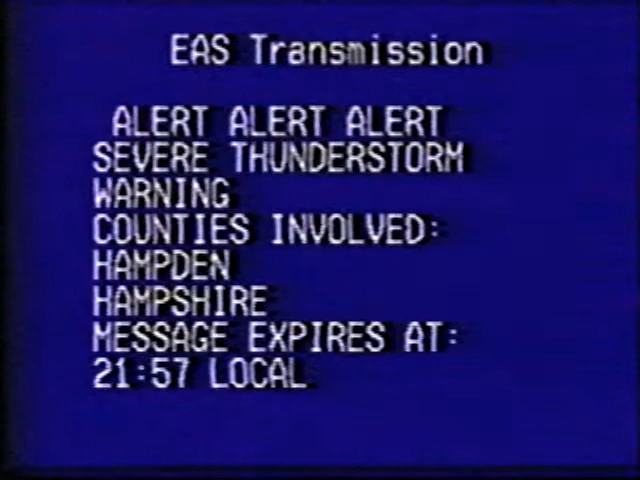 EAS Transmission
ALERT ALERT ALERT
SEVERE THUNDERSTORM
WARNING
COUNTIES INVOLVED:
HAMPDEN
HAMPSHIRE
MESSAGE EXPIRES AT:
21:57 LOCAL